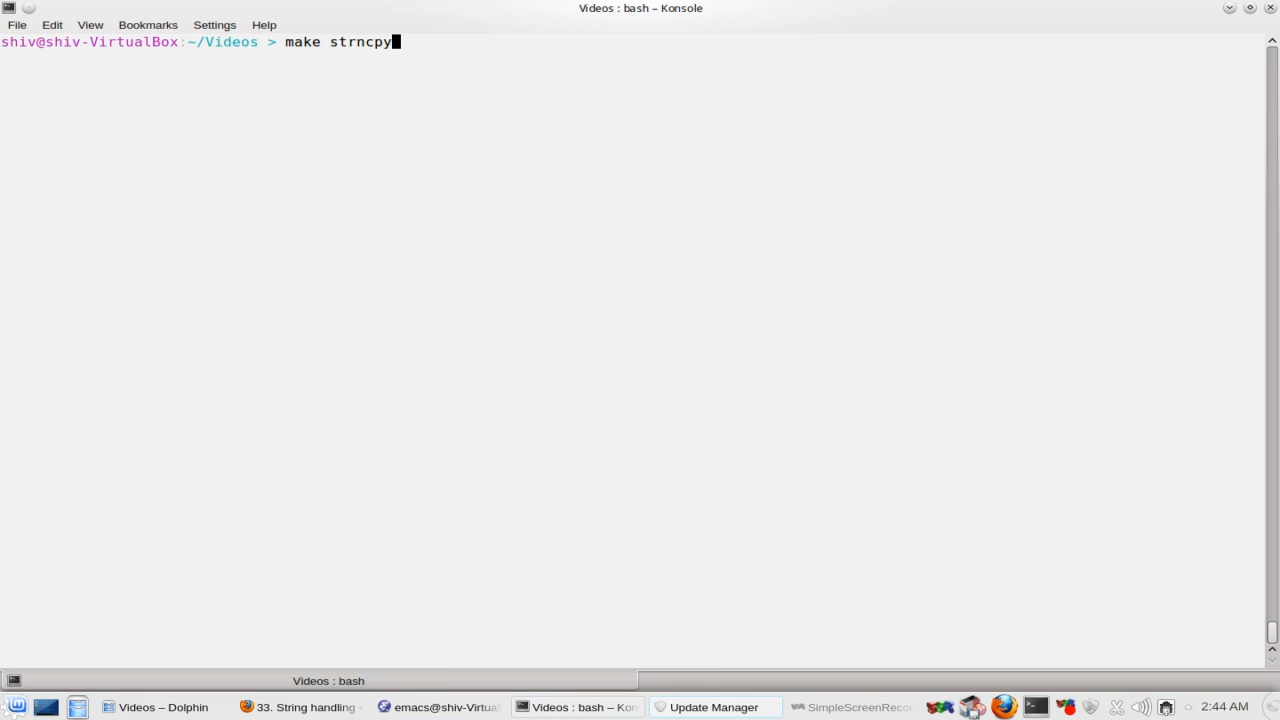 Videos : bash – Konsole
File Edit View Bookmarks Settings Help
shiv@shiv-VirtualBox:~/Videos > make strncpy
Videos : bash
Videos – Dolphin 33. String handling emacs@shiv-Virtual Videos : bash – Kon Update Manager SimpleScreenReco 2:44 AM